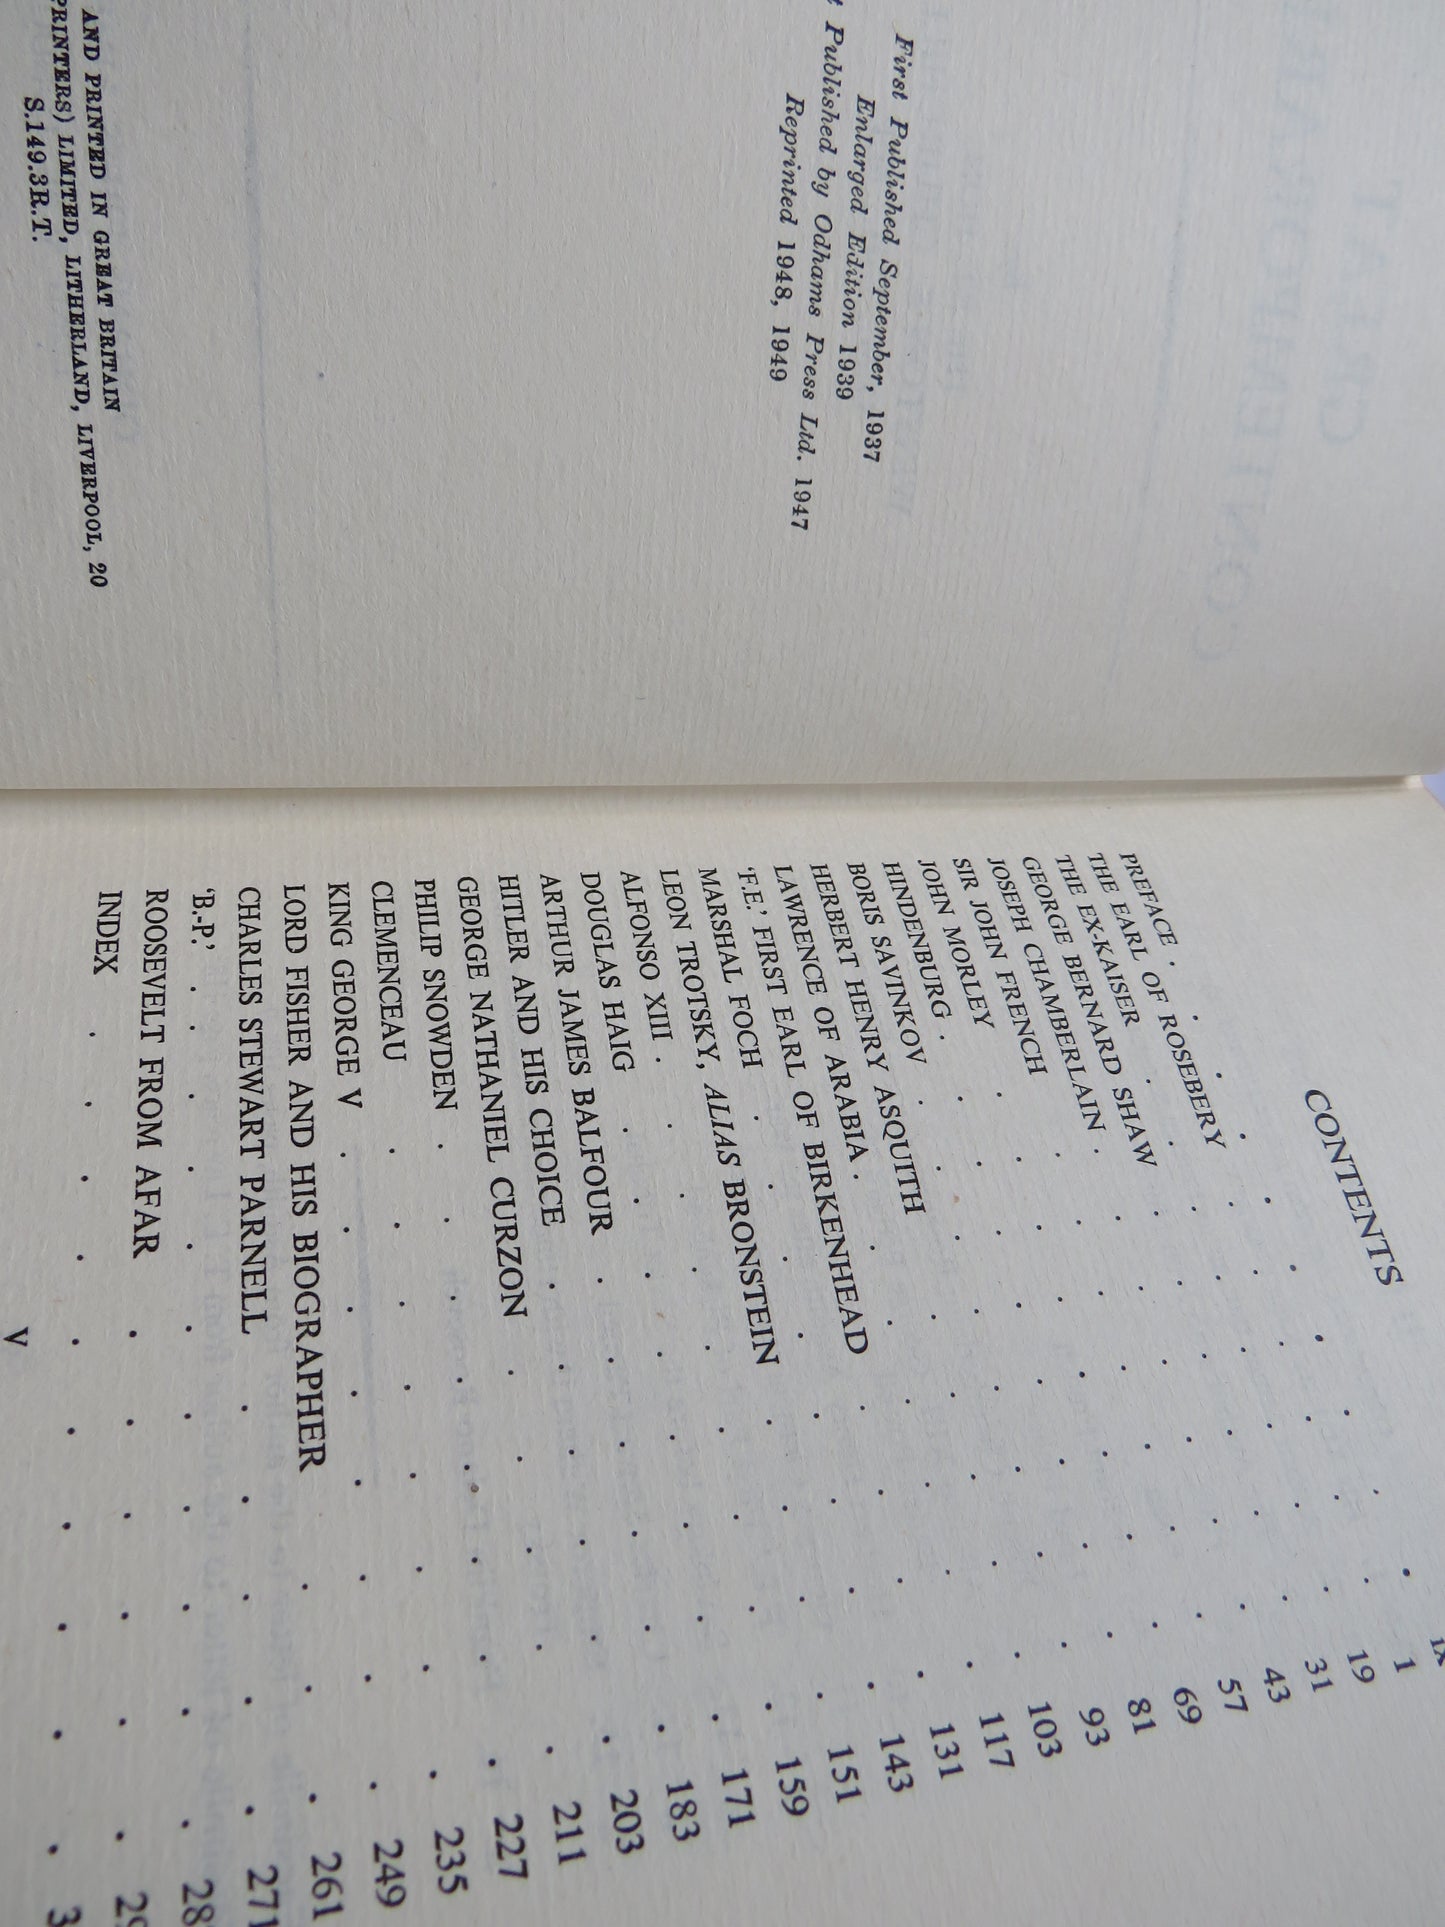 First Published September, 1937
Enlarged Edition 1939
Published by Odhams Press Ltd. 1947
Reprinted 1948, 1949
AND PRINTED IN GREAT BRITAIN
PRINTERS) LIMITED, LITHERLAND, LIVERPOOL, 20
S.149.3R.T.
CONTENTS
PREFACE . . . . . . . . . ix
THE EARL OF ROSEBERY . . . . . 1
THE EX-KAISER . . . . . . . 19
GEORGE BERNARD SHAW . . . . . . 31
JOSEPH CHAMBERLAIN . . . . . . 43
SIR JOHN FRENCH . . . . . . . 57
JOHN MORLEY . . . . . . . . 69
HINDENBURG . . . . . . . . 81
BORIS SAVINKOV . . . . . . . 93
HERBERT HENRY ASQUITH . . . . . 103
LAWRENCE OF ARABIA . . . . . . 117
'F.E.' FIRST EARL OF BIRKENHEAD . . . . 131
MARSHAL FOCH . . . . . . . 143
LEON TROTSKY, ALIAS BRONSTEIN . . . . 151
ALFONSO XIII . . . . . . . . 159
DOUGLAS HAIG . . . . . . . 171
ARTHUR JAMES BALFOUR . . . . . 183
HITLER AND HIS CHOICE . . . . . . 203
GEORGE NATHANIEL CURZON . . . . . 211
PHILIP SNOWDEN . . . . . . . 227
CLEMENCEAU . . . . . . . . 235
KING GEORGE V . . . . . . . 249
LORD FISHER AND HIS BIOGRAPHER . . . 261
CHARLES STEWART PARNELL . . . . . 271
'B.-P.' . . . . . . . . . .
ROOSEVELT FROM AFAR . . . . . .
INDEX . . . . . . . . . .
v